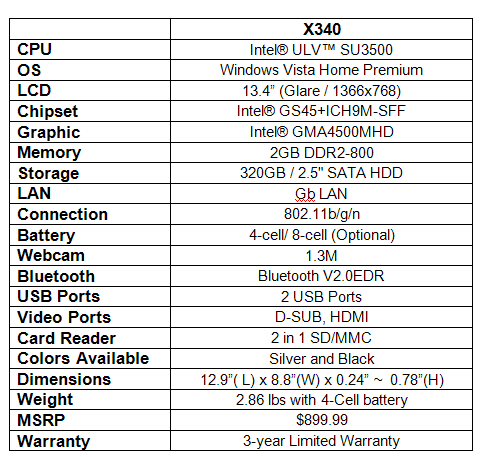 X340
CPU Intel® ULV™ SU3500
OS Windows Vista Home Premium
LCD 13.4” (Glare / 1366x768)
Chipset Intel® GS45+ICH9M-SFF
Graphic Intel® GMA4500MHD
Memory 2GB DDR2-800
Storage 320GB / 2.5" SATA HDD
LAN Gb LAN
Connection 802.11b/g/n
Battery 4-cell/ 8-cell (Optional)
Webcam 1.3M
Bluetooth Bluetooth V2.0EDR
USB Ports 2 USB Ports
Video Ports D-SUB, HDMI
Card Reader 2 in 1 SD/MMC
Colors Available Silver and Black
Dimensions 12.9”( L) x 8.8”(W) x 0.24” ~ 0.78”(H)
Weight 2.86 lbs with 4-Cell battery
MSRP $899.99
Warranty 3-year Limited Warranty